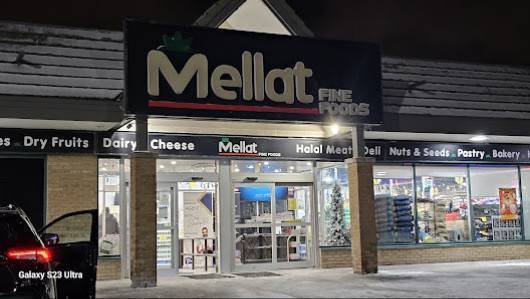 Mellat
FINE
FOODS
es Dry Fruits Dairy Cheese Mellat FINE FOODS Halal Meat Deli Nuts & Seeds Pastry Bakery
Galaxy S23 Ultra